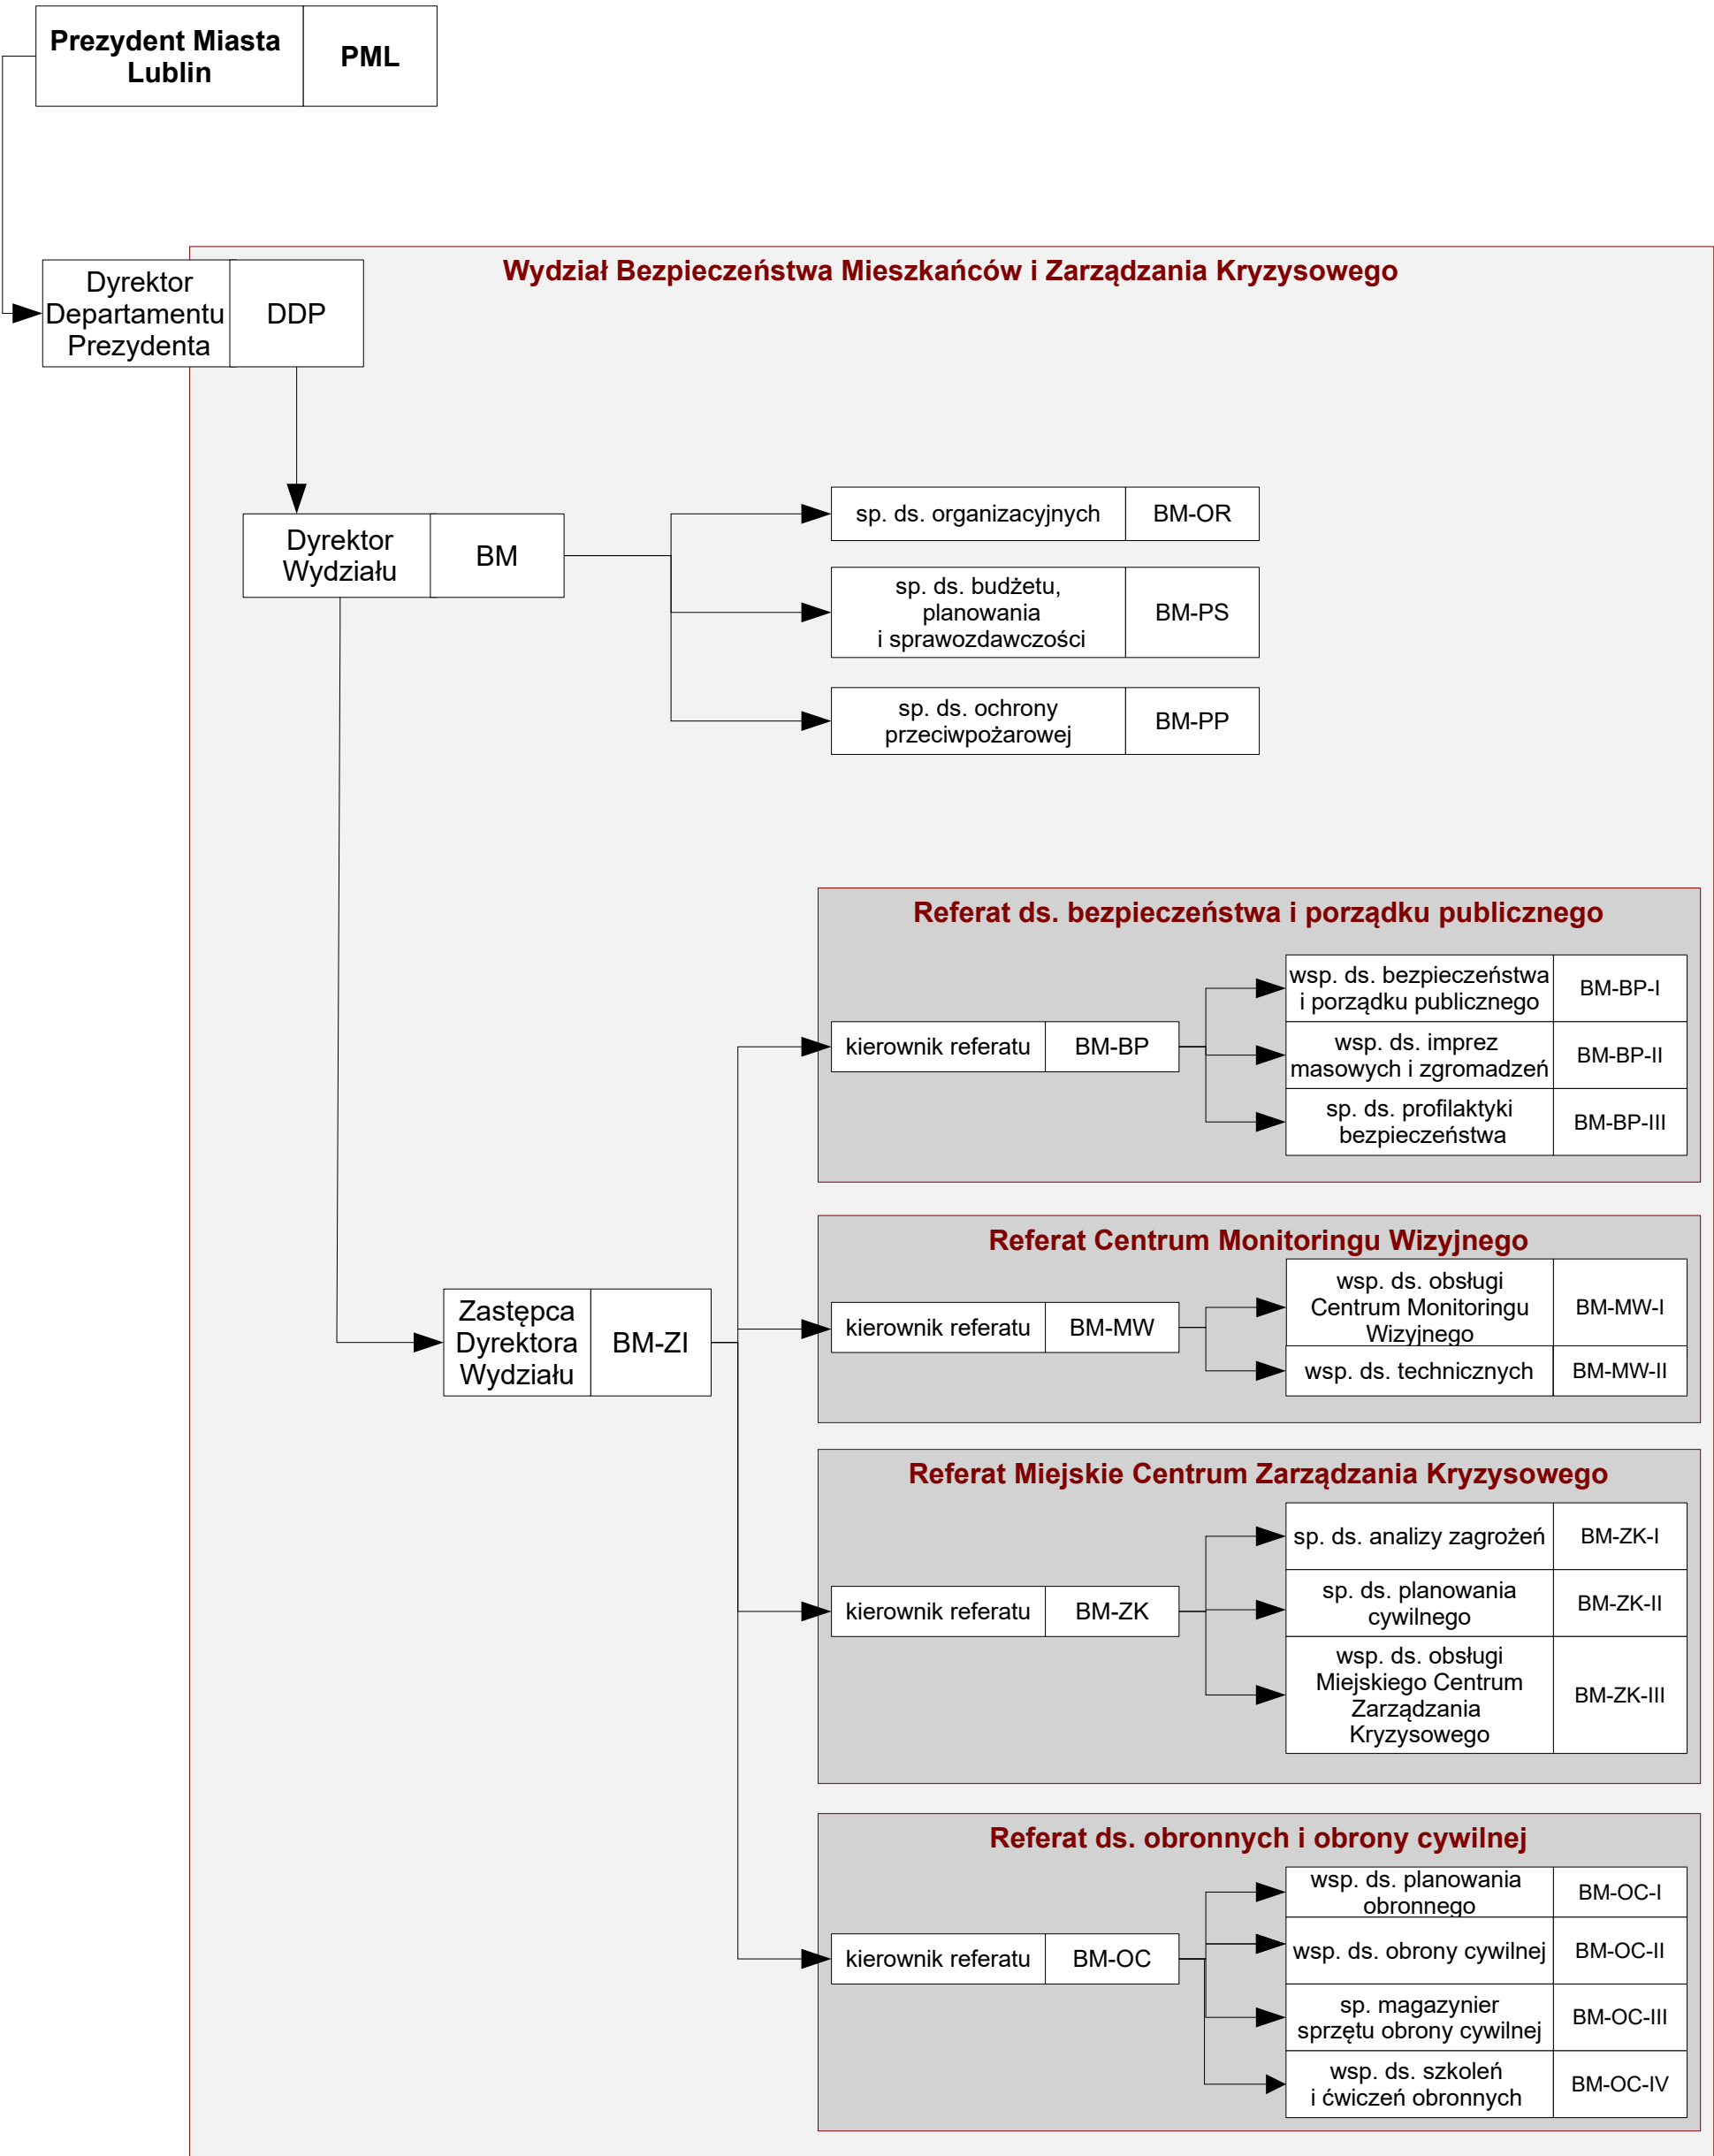 Prezydent Miasta
Lublin
PML
Wydział Bezpieczeństwa Mieszkańców i Zarządzania Kryzysowego
Dyrektor
Departamentu
Prezydenta
DDP
Dyrektor
Wydziału
BM
sp. ds. organizacyjnych
BM-OR
sp. ds. budżetu,
planowania
i sprawozdawczości
BM-PS
sp. ds. ochrony
przeciwpożarowej
BM-PP
Zastępca
Dyrektora
Wydziału
BM-ZI
Referat ds. bezpieczeństwa i porządku publicznego
kierownik referatu
BM-BP
wsp. ds. bezpieczeństwa
i porządku publicznego
BM-BP-I
wsp. ds. imprez
masowych i zgromadzeń
BM-BP-II
sp. ds. profilaktyki
bezpieczeństwa
BM-BP-III
Referat Centrum Monitoringu Wizyjnego
kierownik referatu
BM-MW
wsp. ds. obsługi
Centrum Monitoringu
Wizyjnego
BM-MW-I
wsp. ds. technicznych
BM-MW-II
Referat Miejskie Centrum Zarządzania Kryzysowego
kierownik referatu
BM-ZK
sp. ds. analizy zagrożeń
BM-ZK-I
sp. ds. planowania
cywilnego
BM-ZK-II
wsp. ds. obsługi
Miejskiego Centrum
Zarządzania
Kryzysowego
BM-ZK-III
Referat ds. obronnych i obrony cywilnej
kierownik referatu
BM-OC
wsp. ds. planowania
obronnego
BM-OC-I
wsp. ds. obrony cywilnej
BM-OC-II
sp. magazynier
sprzętu obrony cywilnej
BM-OC-III
wsp. ds. szkoleń
i ćwiczeń obronnych
BM-OC-IV